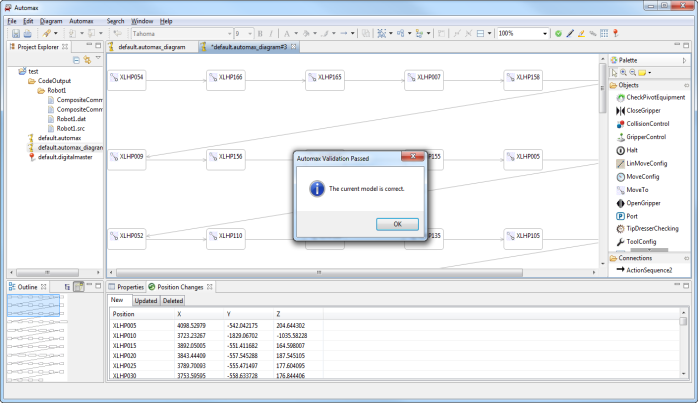 Automax
File Edit Diagram Automax Search Window Help
Tahoma 9 100%
Project Explorer
test
CodeOutput
Robot1
CompositeComm
CompositeComm
Robot1.dat
Robot1.src
default.automax
default.automax_diagran
default.digitalmaster
default.automax_diagram *default.automax_diagram#3
XLHP054 XLHP166 XLHP165 XLHP007 XLHP158
XLHP009 XLHP156 P155 XLHP005
XLHP052 XLHP110 P135 XLHP105
Automax Validation Passed
The current model is correct.
OK
Palette
Objects
CheckPivotEquipment
CloseGripper
CollisionControl
GripperControl
Halt
LinMoveConfig
MoveConfig
MoveTo
OpenGripper
Port
TipDresserChecking
ToolConfig
Connections
ActionSequence2
Outline
Properties Position Changes
New Updated Deleted
Position X Y Z
XLHP005 4098.52979 -542.042175 204.644302
XLHP010 3723.23267 -1829.06702 -1035.58228
XLHP015 3892.05005 -551.411682 164.598007
XLHP020 3843.44409 -557.545288 187.545105
XLHP025 3789.70093 -555.471497 177.604095
XLHP030 3753.59595 -558.633728 176.844406